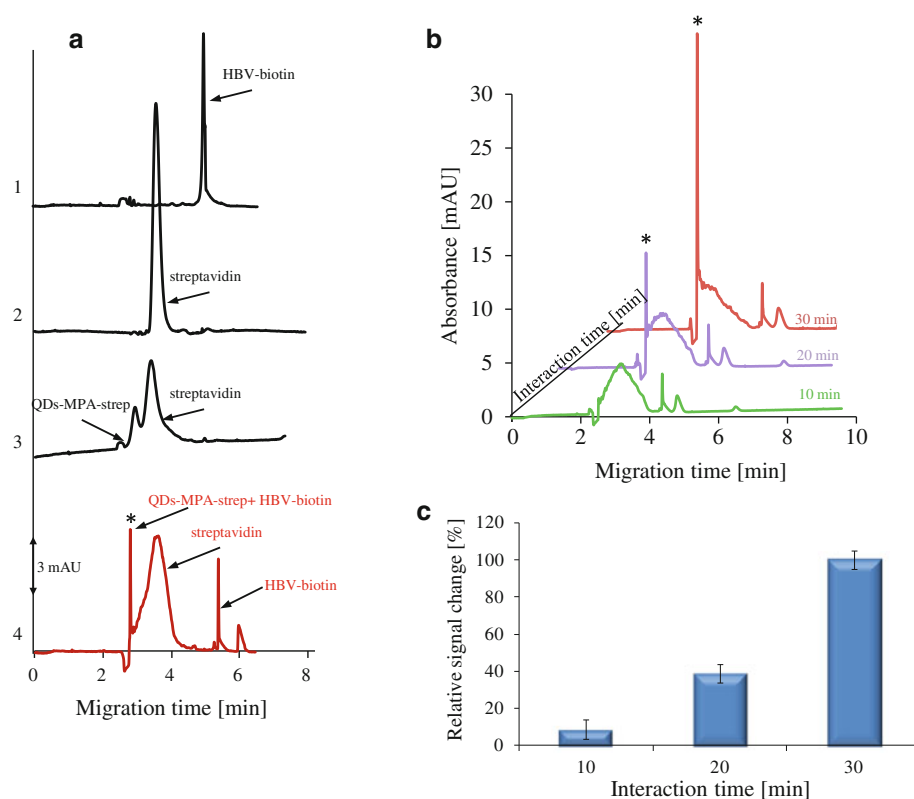 a
HBV-biotin
1
streptavidin
2
QDs-MPA-strep
streptavidin
3
QDs-MPA-strep+ HBV-biotin
*
streptavidin
3 mAU
HBV-biotin
4
0 2 4 6 8
Migration time [min]
b
*
*
Absorbance [mAU]
30
25
20
15
10
5
0
Interaction time [min]
30 min
20 min
10 min
0 2 4 6 8 10
Migration time [min]
c
Relative signal change [%]
120
100
80
60
40
20
0
10 20 30
Interaction time [min]